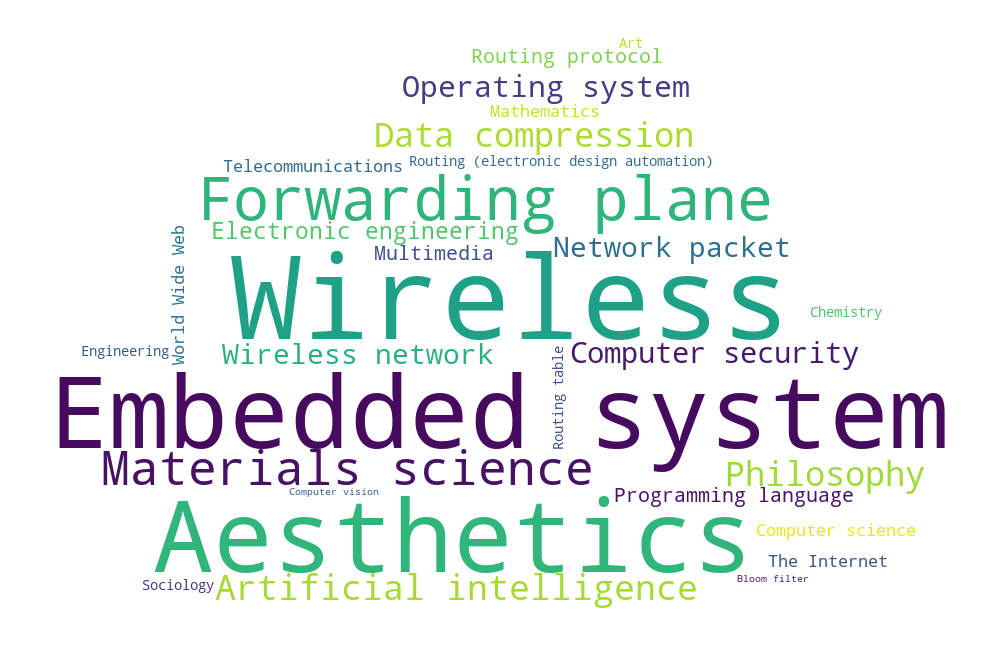 Art
Routing protocol
Operating system
Mathematics
Data compression
Telecommunications
Routing (electronic design automation)
Forwarding plane
Electronic engineering
Multimedia
Network packet
World Wide Web
Wireless
Chemistry
Engineering
Wireless network
Routing table
Computer security
Embedded system
Materials science
Philosophy
Computer vision
Programming language
Aesthetics
Computer science
The Internet
Bloom filter
Sociology
Artificial intelligence